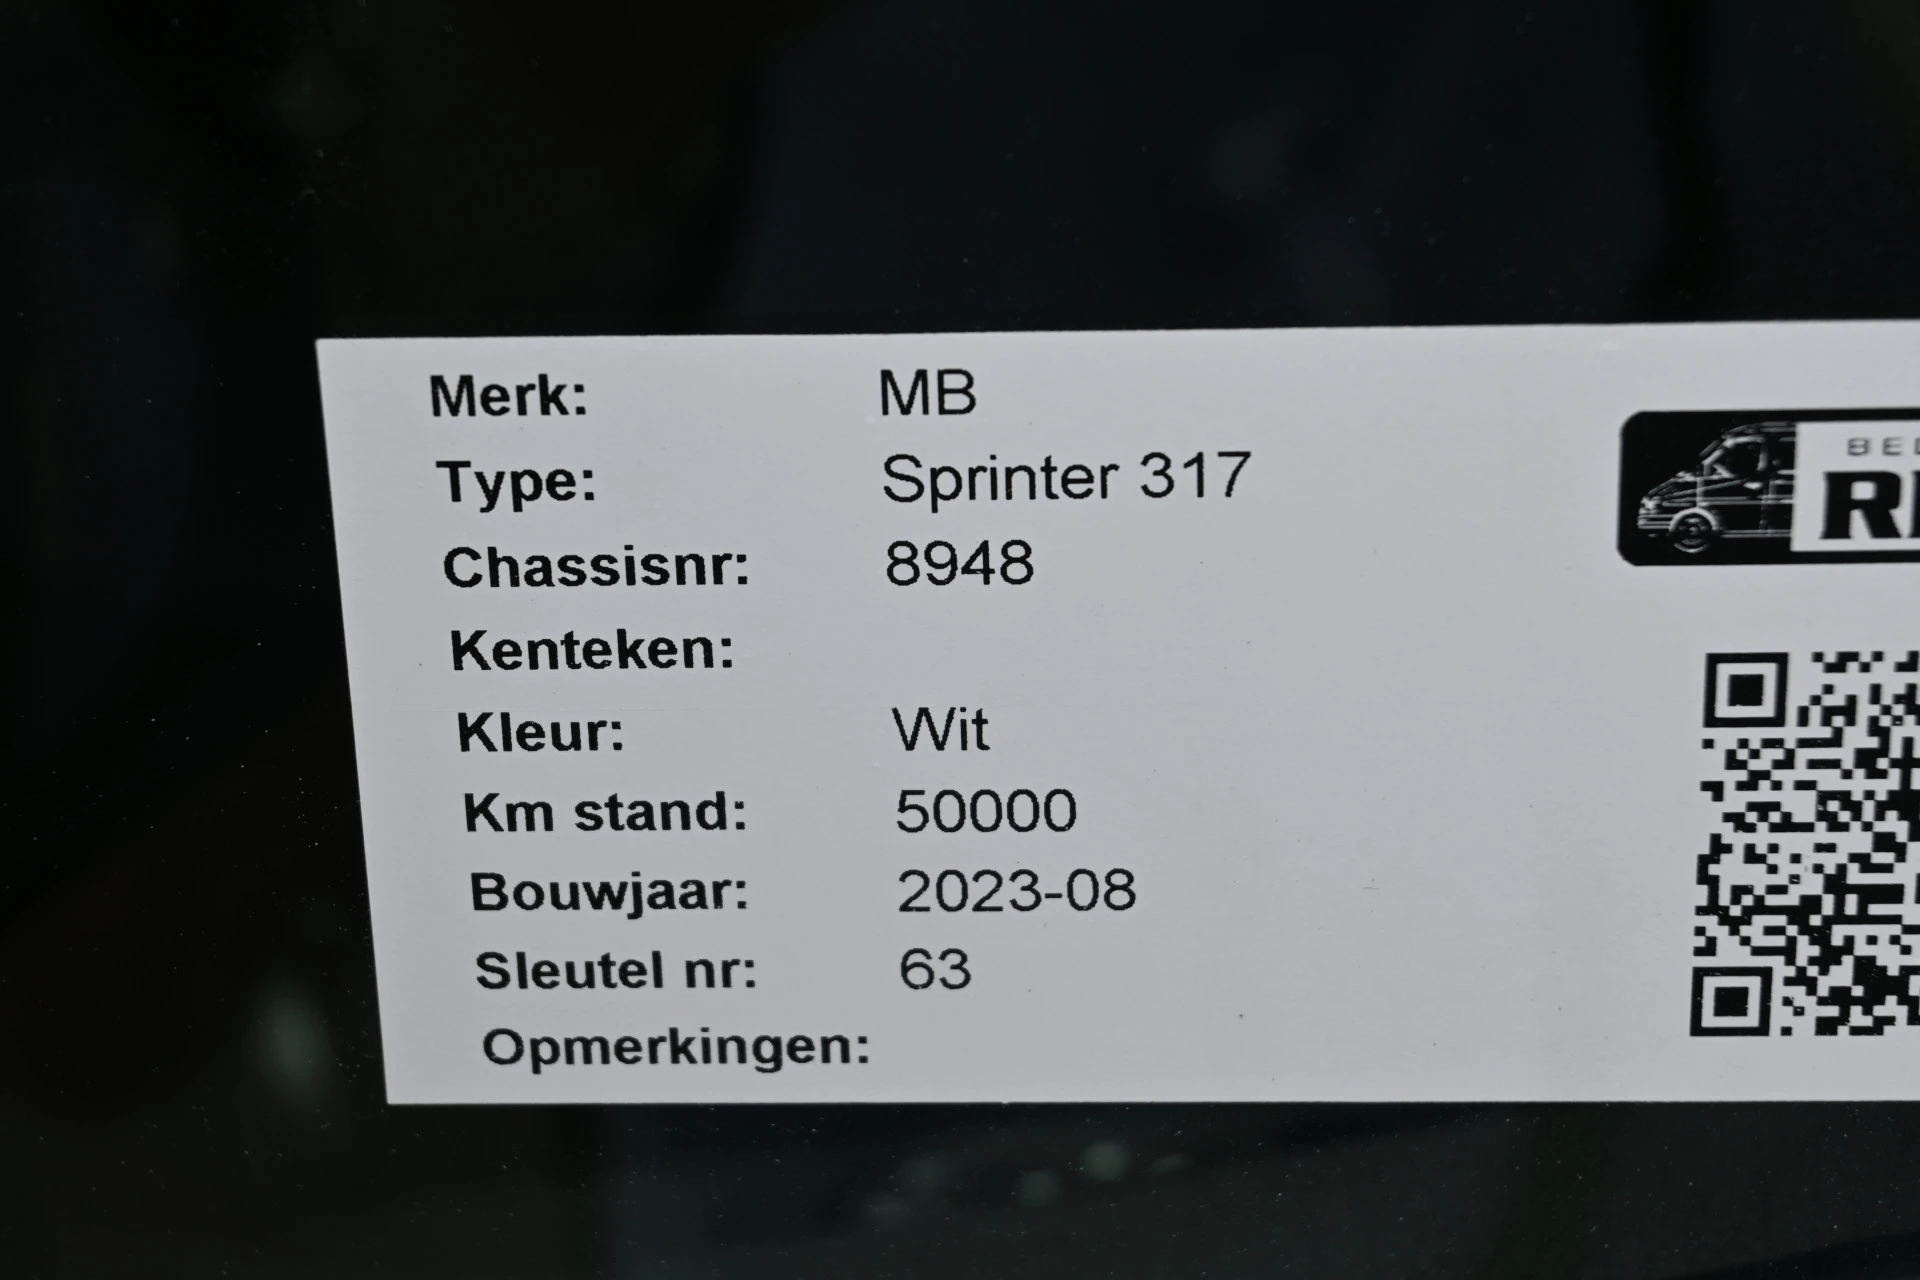 Merk: MB
Type: Sprinter 317
Chassisnr: 8948
Kenteken:
Kleur: Wit
Km stand: 50000
Bouwjaar: 2023-08
Sleutel nr: 63
Opmerkingen: